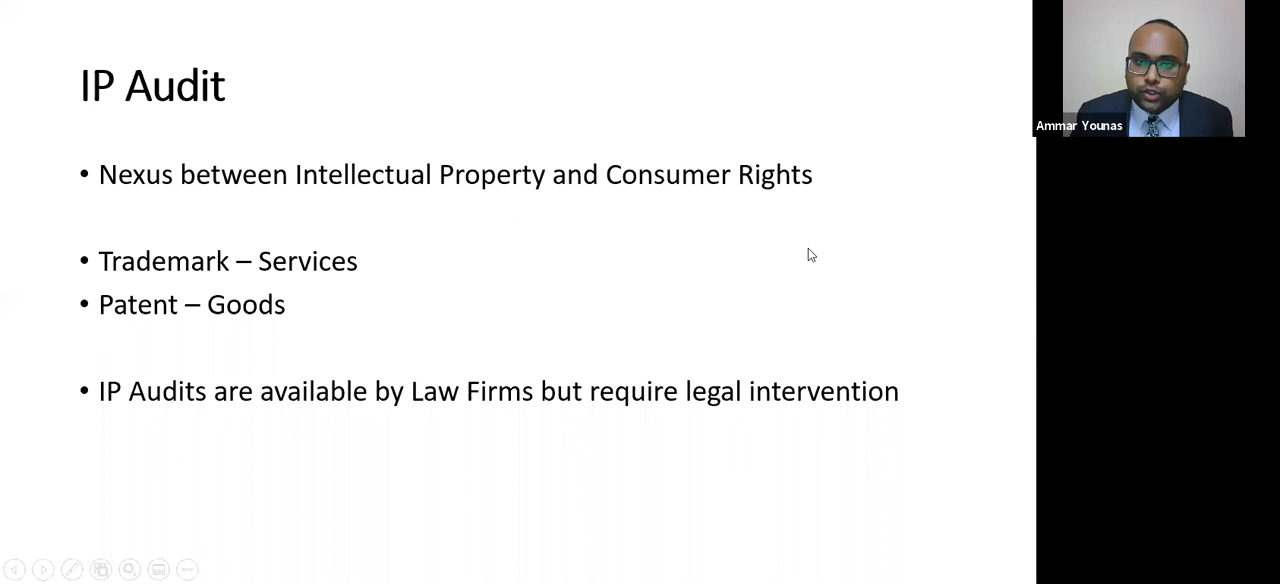 IP Audit
• Nexus between Intellectual Property and Consumer Rights
• Trademark – Services
• Patent – Goods
• IP Audits are available by Law Firms but require legal intervention
Ammar Younas